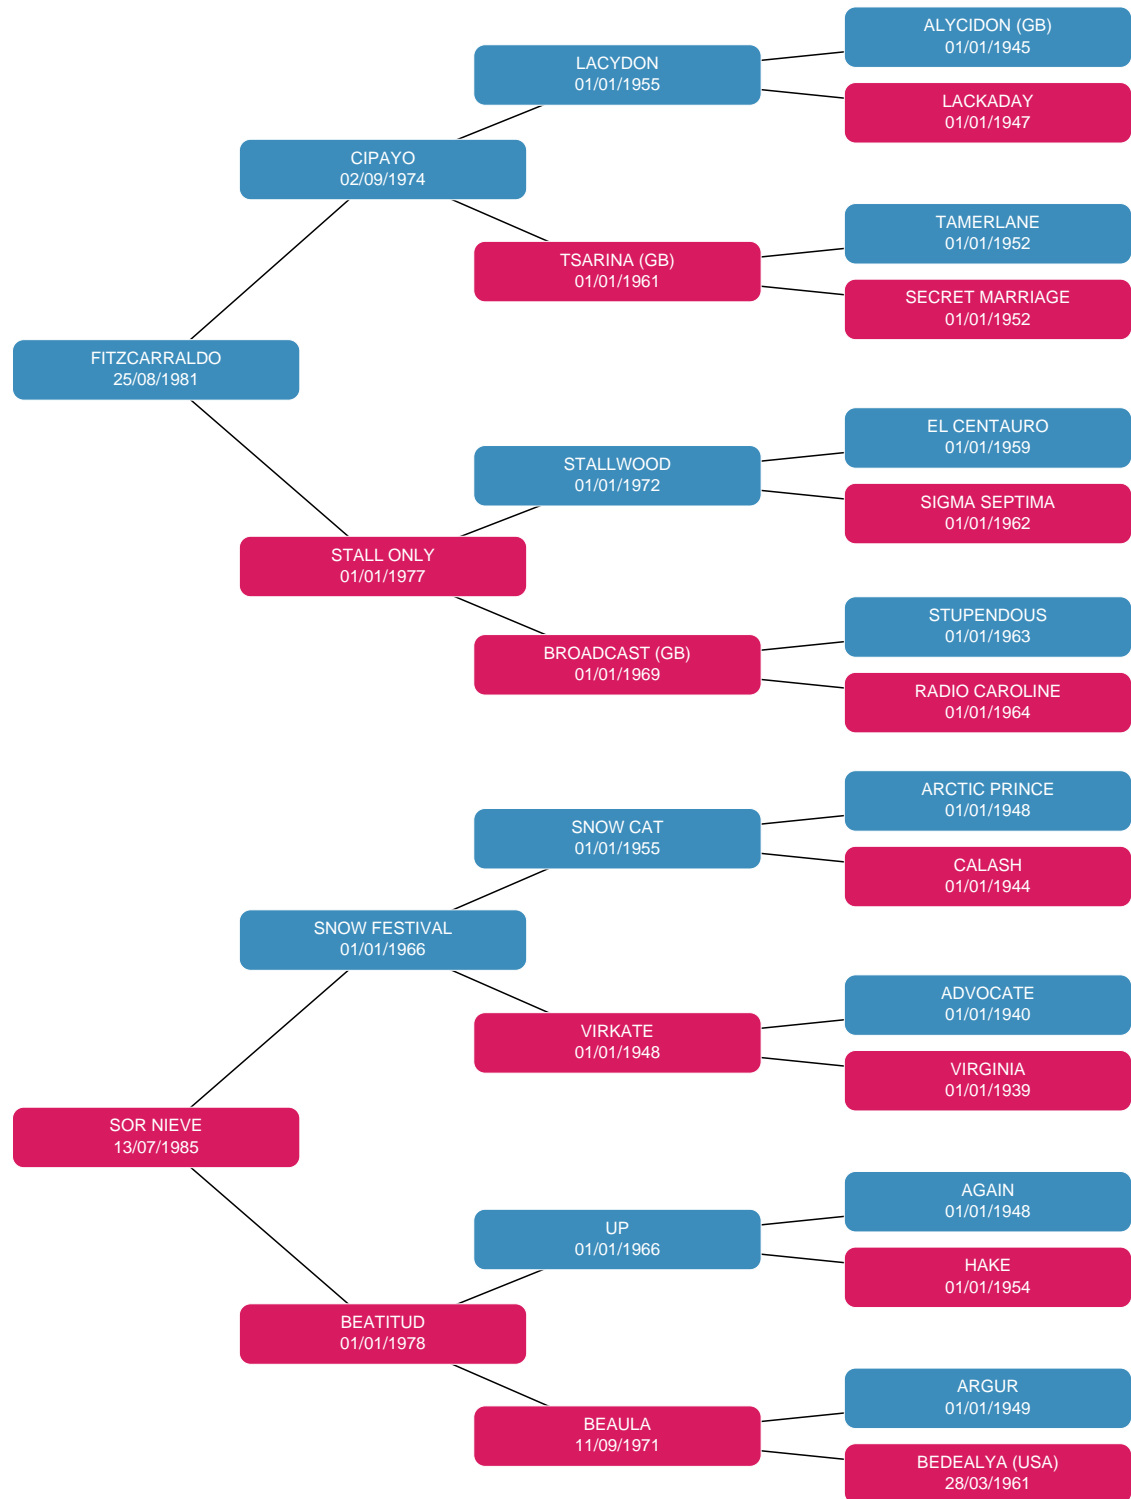 ALYCIDON (GB)
01/01/1945
LACYDON
01/01/1955
LACKADAY
01/01/1947
CIPAYO
02/09/1974
TAMERLANE
01/01/1952
TSARINA (GB)
01/01/1961
SECRET MARRIAGE
01/01/1952
FITZCARRALDO
25/08/1981
EL CENTAURO
01/01/1959
STALLWOOD
01/01/1972
SIGMA SEPTIMA
01/01/1962
STALL ONLY
01/01/1977
STUPENDOUS
01/01/1963
BROADCAST (GB)
01/01/1969
RADIO CAROLINE
01/01/1964
ARCTIC PRINCE
01/01/1948
SNOW CAT
01/01/1955
CALASH
01/01/1944
SNOW FESTIVAL
01/01/1966
ADVOCATE
01/01/1940
VIRKATE
01/01/1948
VIRGINIA
01/01/1939
SOR NIEVE
13/07/1985
AGAIN
01/01/1948
UP
01/01/1966
HAKE
01/01/1954
BEATITUD
01/01/1978
ARGUR
01/01/1949
BEAULA
11/09/1971
BEDEALYA (USA)
28/03/1961